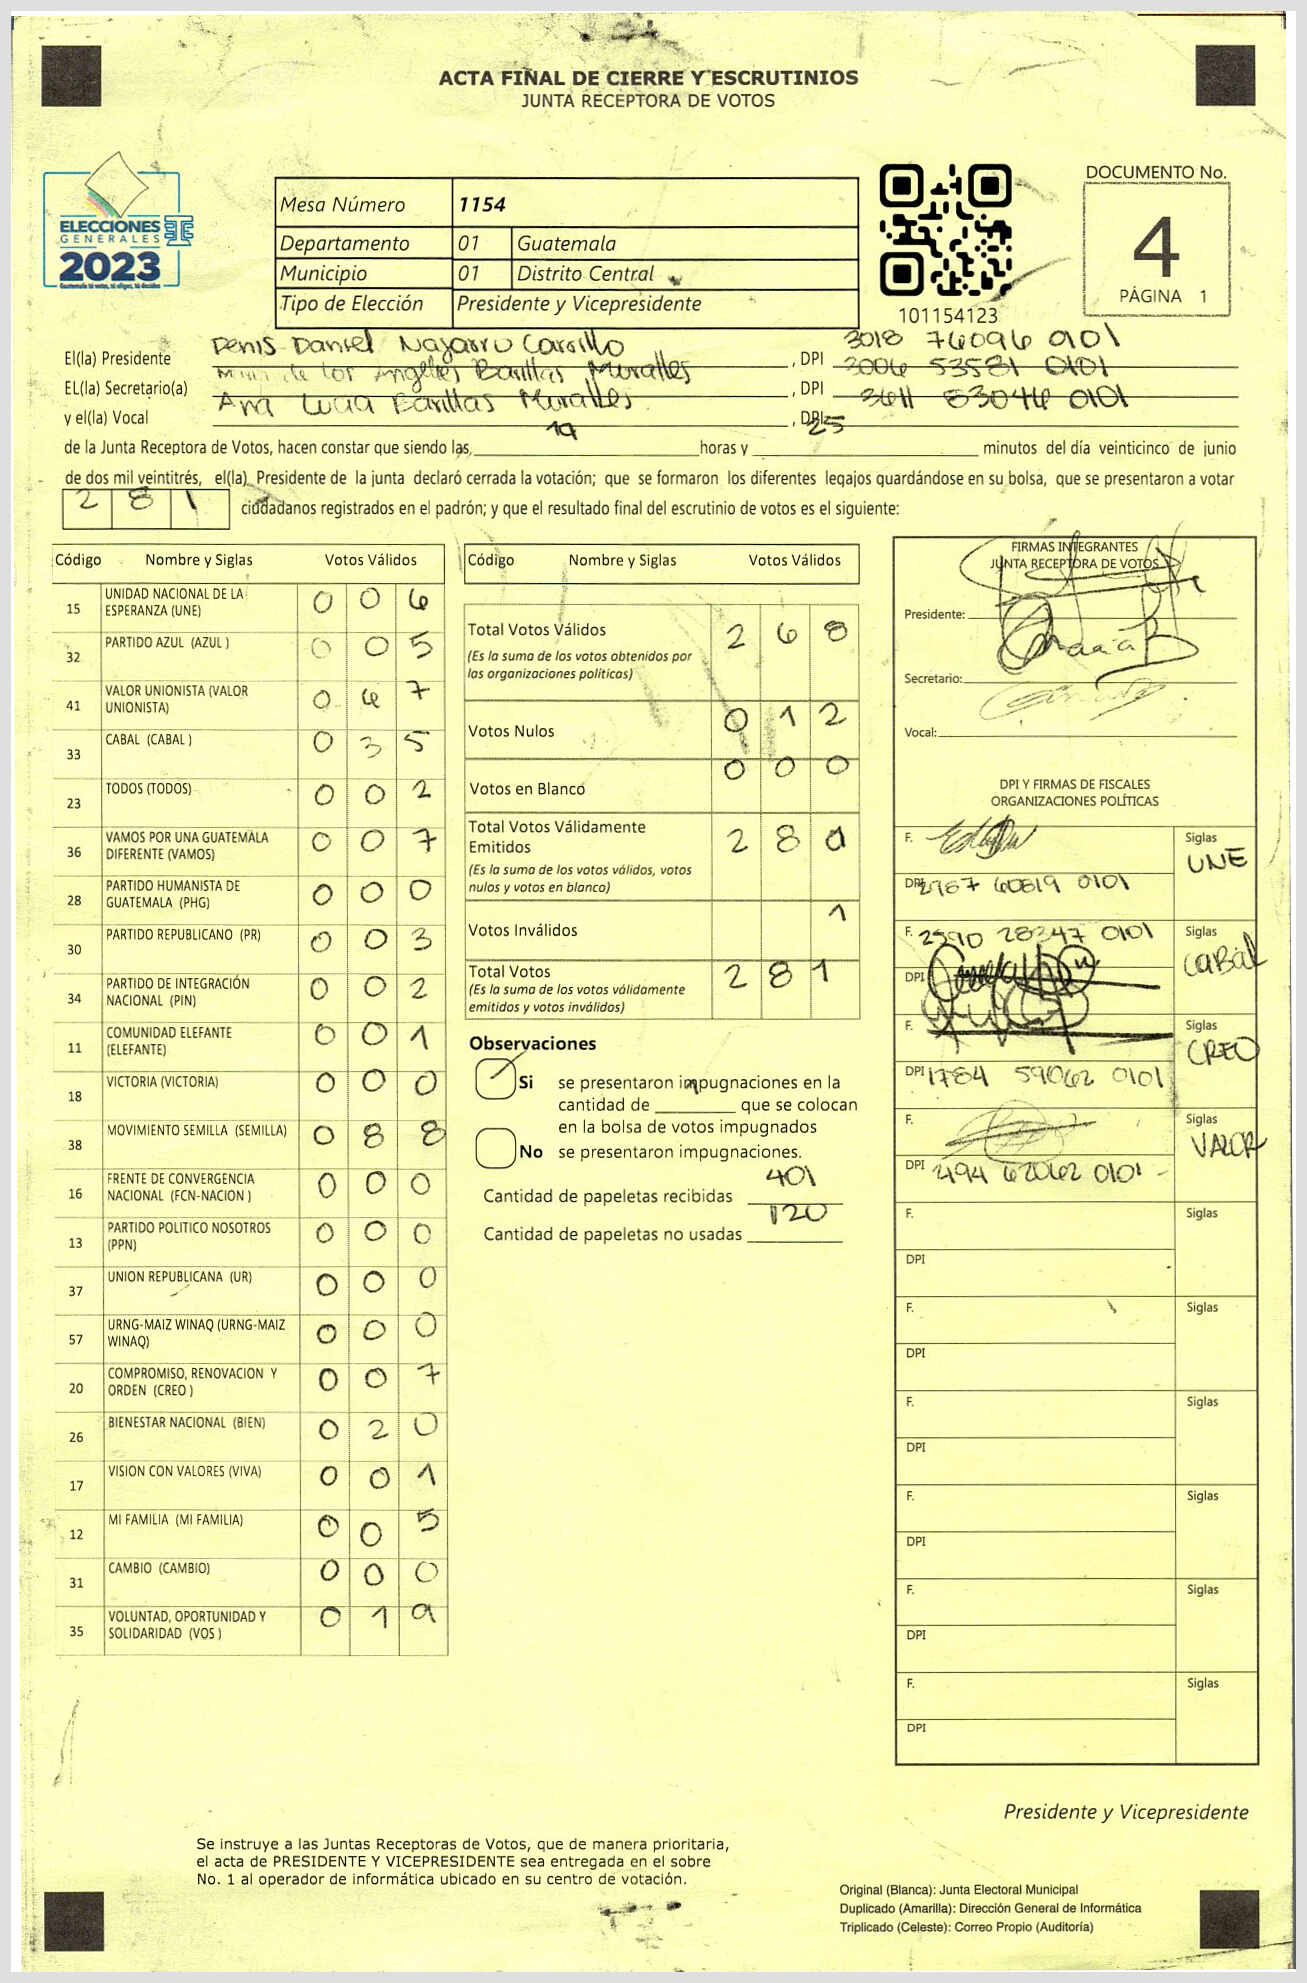 ACTA FINAL DE CIERRE Y ESCRUTINIOS
JUNTA RECEPTORA DE VOTOS
ELECCIONES
GENERALES
2023
Guatemala tú votas, tú eliges, tú decides
Mesa Número 1154
Departamento 01 Guatemala
Municipio 01 Distrito Central
Tipo de Elección Presidente y Vicepresidente
101154123
DOCUMENTO No.
4
PÁGINA 1
El(la) Presidente Denis Daniel Najarro Carrillo , DPI 3018 76096 0101
EL(la) Secretario(a) de los Angeles Barillas Muralles , DPI 3006 53581 0101
y el(la) Vocal Ana Lucia Barillas Muralles , DPI 3611 53046 0101
de la Junta Receptora de Votos, hacen constar que siendo las 19 horas y 25 minutos del día veinticinco de junio
de dos mil veintitrés, el(la) Presidente de la junta declaró cerrada la votación; que se formaron los diferentes legajos guardándose en su bolsa, que se presentaron a votar
2 8 1 ciudadanos registrados en el padrón; y que el resultado final del escrutinio de votos es el siguiente:
Código Nombre y Siglas Votos Válidos
15 UNIDAD NACIONAL DE LA ESPERANZA (UNE) 0 0 6
32 PARTIDO AZUL (AZUL ) 0 0 5
41 VALOR UNIONISTA (VALOR UNIONISTA) 0 4 7
33 CABAL (CABAL ) 0 3 5
23 TODOS (TODOS) 0 0 2
36 VAMOS POR UNA GUATEMALA DIFERENTE (VAMOS) 0 0 7
28 PARTIDO HUMANISTA DE GUATEMALA (PHG) 0 0 0
30 PARTIDO REPUBLICANO (PR) 0 0 3
34 PARTIDO DE INTEGRACIÓN NACIONAL (PIN) 0 0 2
11 COMUNIDAD ELEFANTE (ELEFANTE) 0 0 1
18 VICTORIA (VICTORIA) 0 0 0
38 MOVIMIENTO SEMILLA (SEMILLA) 0 8 8
16 FRENTE DE CONVERGENCIA NACIONAL (FCN-NACION ) 0 0 0
13 PARTIDO POLITICO NOSOTROS (PPN) 0 0 0
37 UNION REPUBLICANA (UR) 0 0 0
57 URNG-MAIZ WINAQ (URNG-MAIZ WINAQ) 0 0 0
20 COMPROMISO, RENOVACION Y ORDEN (CREO ) 0 0 7
26 BIENESTAR NACIONAL (BIEN) 0 2 0
17 VISION CON VALORES (VIVA) 0 0 1
12 MI FAMILIA (MI FAMILIA) 0 0 5
31 CAMBIO (CAMBIO) 0 0 0
35 VOLUNTAD, OPORTUNIDAD Y SOLIDARIDAD (VOS ) 0 1 9
Código Nombre y Siglas Votos Válidos
Total Votos Válidos 2 6 8
(Es la suma de los votos obtenidos por
las organizaciones políticas)
Votos Nulos 0 1 2
Votos en Blanco 0 0 0
Total Votos Válidamente
Emitidos 2 8 0
(Es la suma de los votos válidos, votos
nulos y votos en blanco)
Votos Inválidos 1
Total Votos 2 8 1
(Es la suma de los votos válidamente
emitidos y votos inválidos)
Observaciones
Si se presentaron impugnaciones en la
cantidad de ________ que se colocan
en la bolsa de votos impugnados
No se presentaron impugnaciones.
Cantidad de papeletas recibidas 401
Cantidad de papeletas no usadas 120
FIRMAS INTEGRANTES
JUNTA RECEPTORA DE VOTOS
Presidente:
Secretario:
Vocal:
DPI Y FIRMAS DE FISCALES
ORGANIZACIONES POLÍTICAS
F. Siglas UNE
DPI 2787 60819 0101
F. 2390 28347 0101 Siglas CABAL
DPI
F. Siglas CREO
DPI 1784 59062 0101
F. Siglas VALOR
DPI 2494 62062 0101
F. Siglas
DPI
F. Siglas
DPI
F. Siglas
DPI
F. Siglas
DPI
F. Siglas
DPI
F. Siglas
DPI
Presidente y Vicepresidente
Se instruye a las Juntas Receptoras de Votos, que de manera prioritaria,
el acta de PRESIDENTE Y VICEPRESIDENTE sea entregada en el sobre
No. 1 al operador de informática ubicado en su centro de votación.
Original (Blanca): Junta Electoral Municipal
Duplicado (Amarilla): Dirección General de Informática
Triplicado (Celeste): Correo Propio (Auditoría)